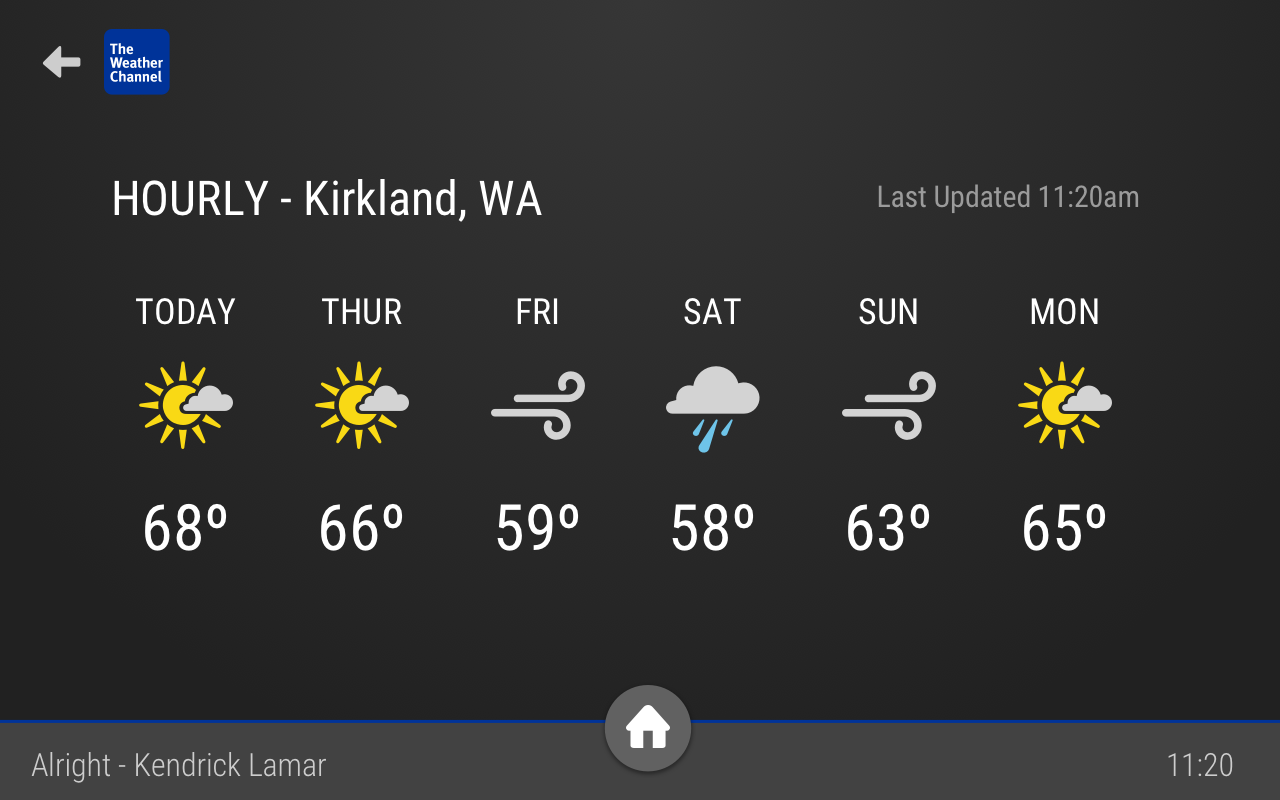 The
Weather
Channel
HOURLY - Kirkland, WA
Last Updated 11:20am
TODAY THUR FRI SAT SUN MON
68º 66º 59º 58º 63º 65º
Alright - Kendrick Lamar
11:20